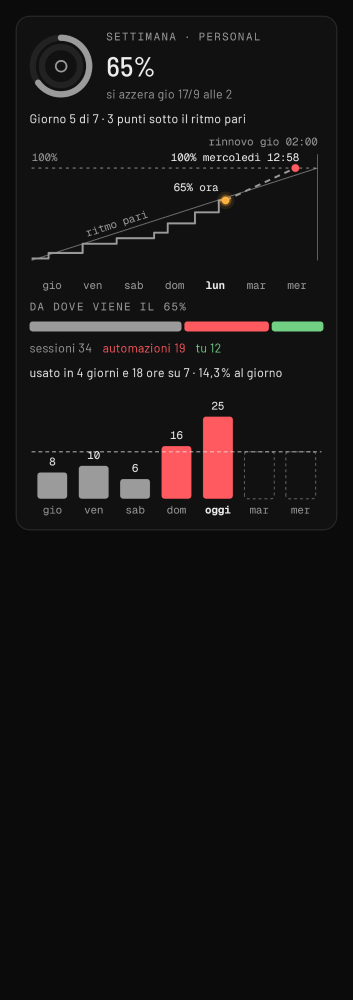 SETTIMANA · PERSONAL
65%
si azzera gio 17/9 alle 2
Giorno 5 di 7 · 3 punti sotto il ritmo pari
rinnovo gio 02:00
100%
100% mercoledì 12:58
65% ora
ritmo pari
gio ven sab dom lun mar mer
DA DOVE VIENE IL 65%
sessioni 34 automazioni 19 tu 12
usato in 4 giorni e 18 ore su 7 · 14,3% al giorno
25
16
10
8
6
gio ven sab dom oggi mar mer